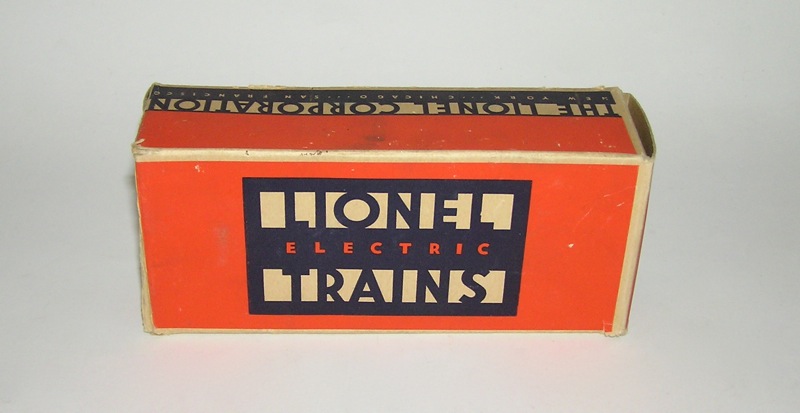 NEW YORK···CHICAGO···SAN FRANCISCO
THE LIONEL CORPORATION
LIONEL
ELECTRIC
TRAINS